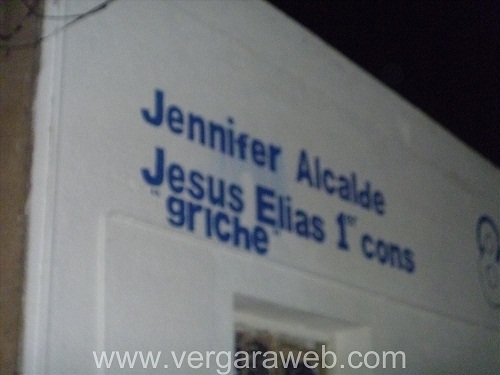 Jennifer Alcalde
Jesus Elias 1er cons
"griche"
www.vergaraweb.com